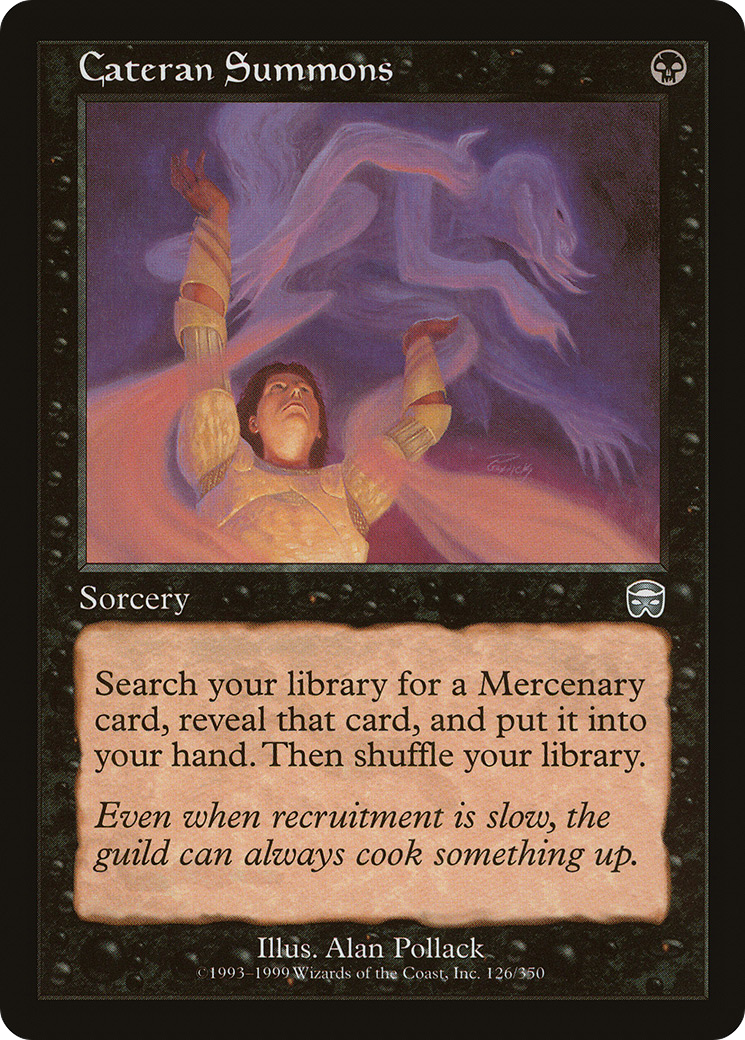 Cateran Summons
Sorcery
Search your library for a Mercenary
card, reveal that card, and put it into
your hand. Then shuffle your library.
Even when recruitment is slow, the
guild can always cook something up.
Illus. Alan Pollack
©1993–1999 Wizards of the Coast, Inc. 126/350